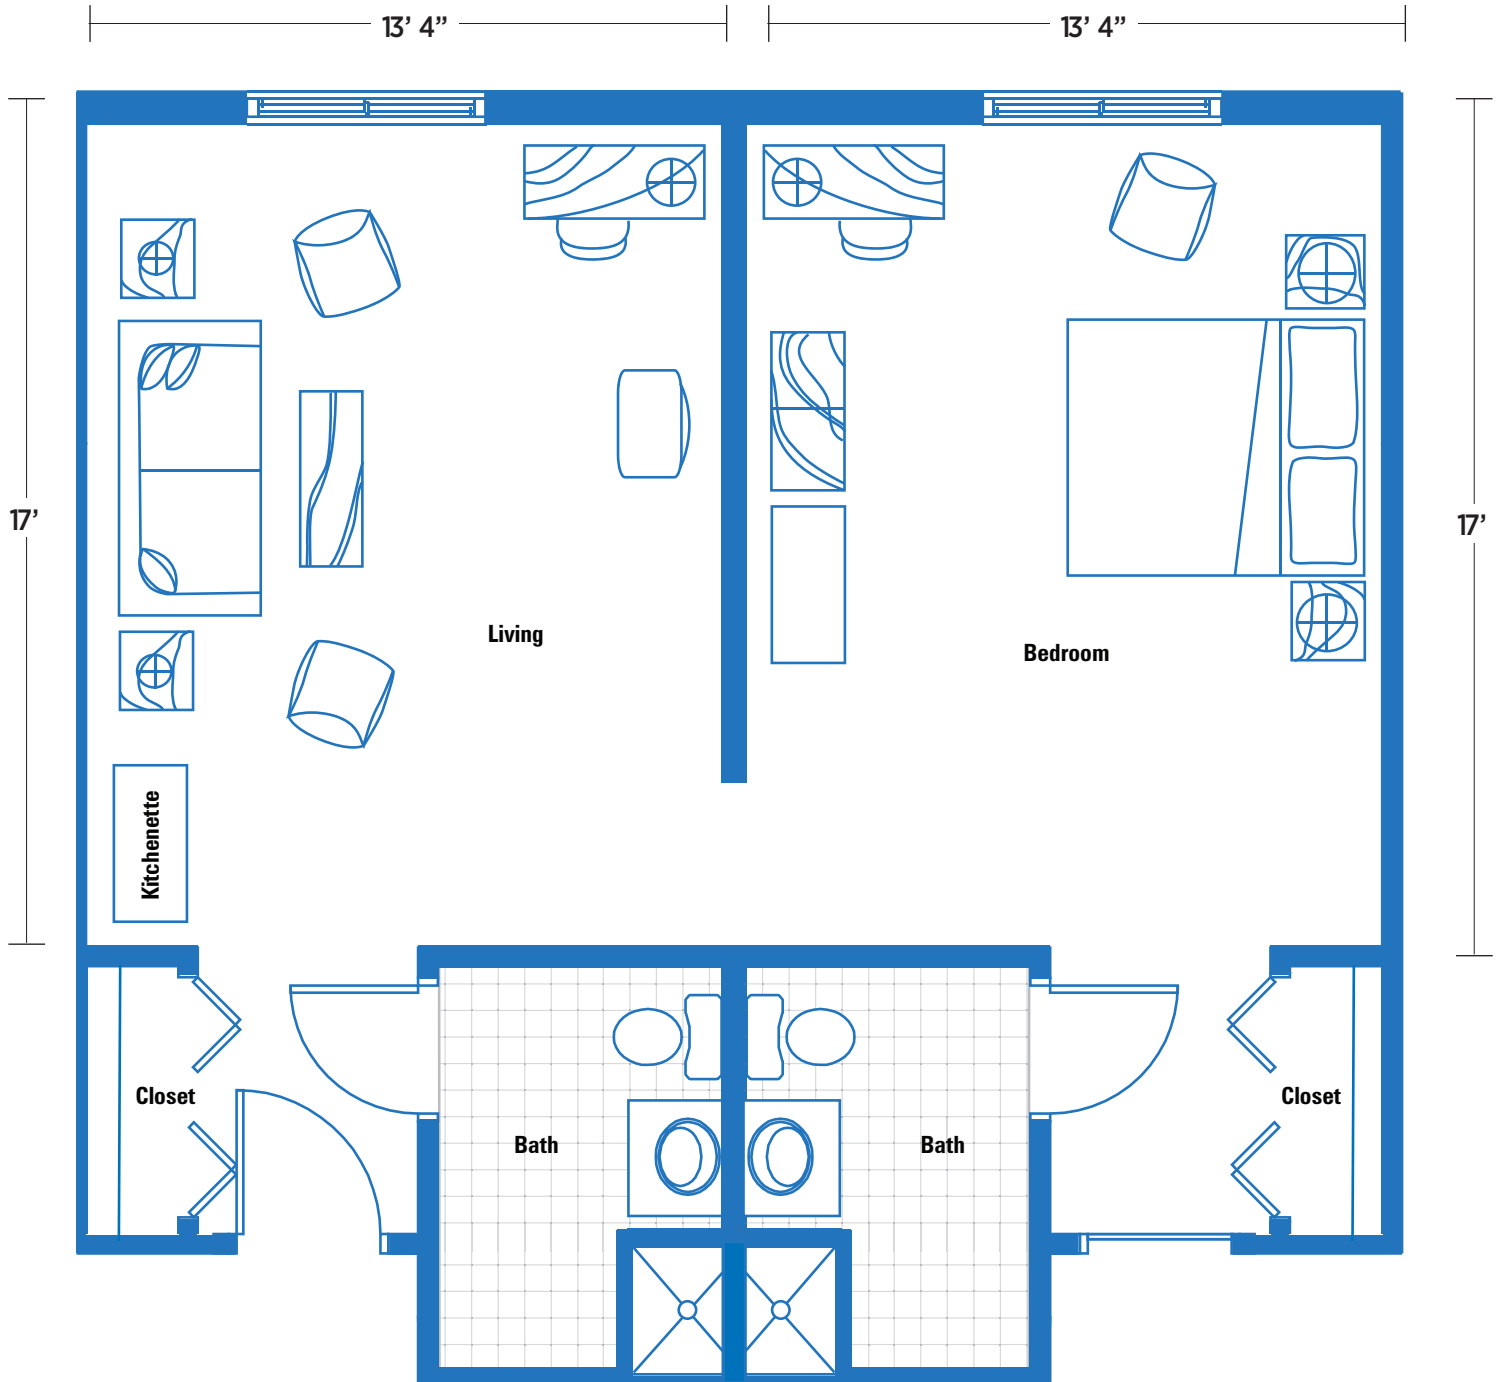 13’ 4”
13’ 4”
17’
17’
Living
Bedroom
Kitchenette
Closet
Closet
Bath
Bath